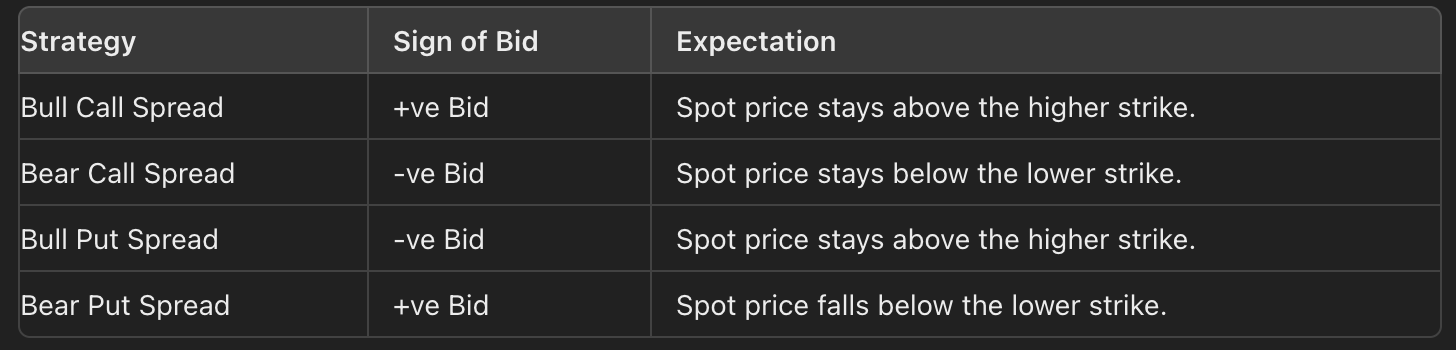 Strategy Sign of Bid Expectation
Bull Call Spread +ve Bid Spot price stays above the higher strike.
Bear Call Spread -ve Bid Spot price stays below the lower strike.
Bull Put Spread -ve Bid Spot price stays above the higher strike.
Bear Put Spread +ve Bid Spot price falls below the lower strike.